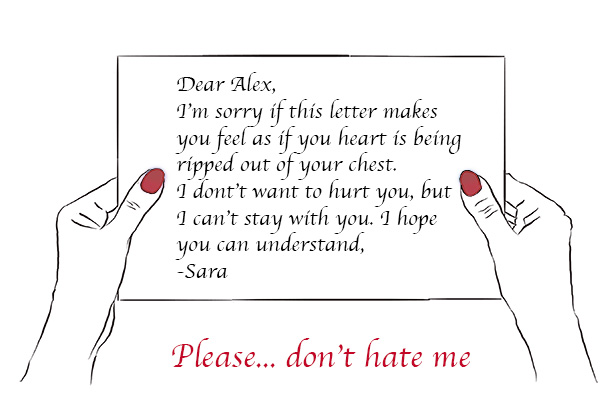 Dear Alex,
I'm sorry if this letter makes
you feel as if you heart is being
ripped out of your chest.
I dont't want to hurt you, but
I can't stay with you. I hope
you can understand,
-Sara
Please... don't hate me